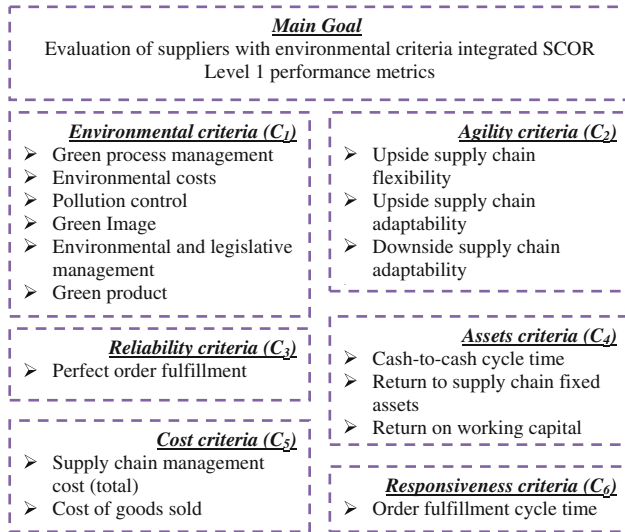 Main Goal
Evaluation of suppliers with environmental criteria integrated SCOR
Level 1 performance metrics
Environmental criteria (C1)
➢ Green process management
➢ Environmental costs
➢ Pollution control
➢ Green Image
➢ Environmental and legislative
management
➢ Green product
Agility criteria (C2)
➢ Upside supply chain
flexibility
➢ Upside supply chain
adaptability
➢ Downside supply chain
adaptability
Reliability criteria (C3)
➢ Perfect order fulfillment
Assets criteria (C4)
➢ Cash-to-cash cycle time
➢ Return to supply chain fixed
assets
➢ Return on working capital
Cost criteria (C5)
➢ Supply chain management
cost (total)
➢ Cost of goods sold
Responsiveness criteria (C6)
➢ Order fulfillment cycle time